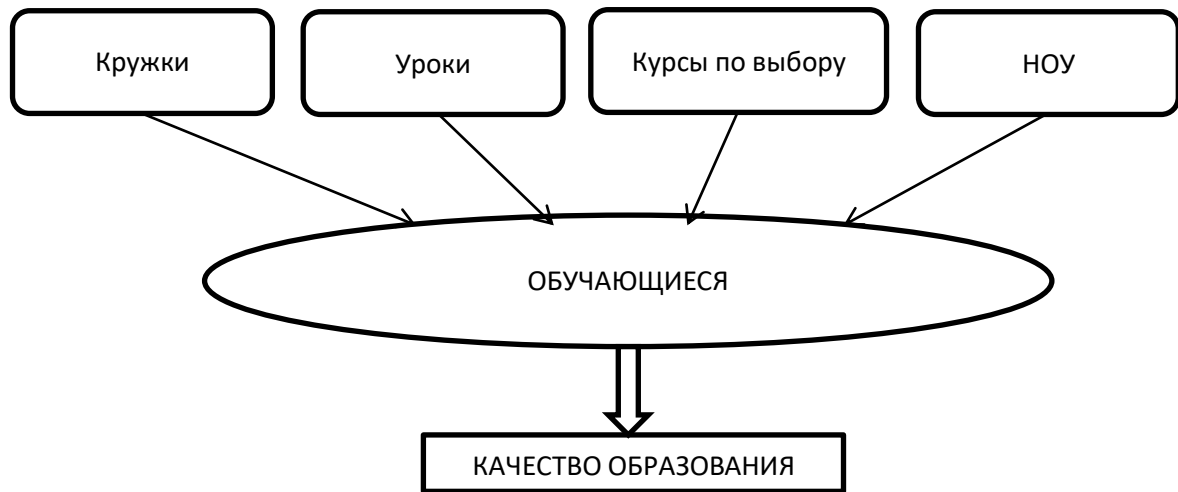 Кружки
Уроки
Курсы по выбору
НОУ
ОБУЧАЮЩИЕСЯ
КАЧЕСТВО ОБРАЗОВАНИЯ